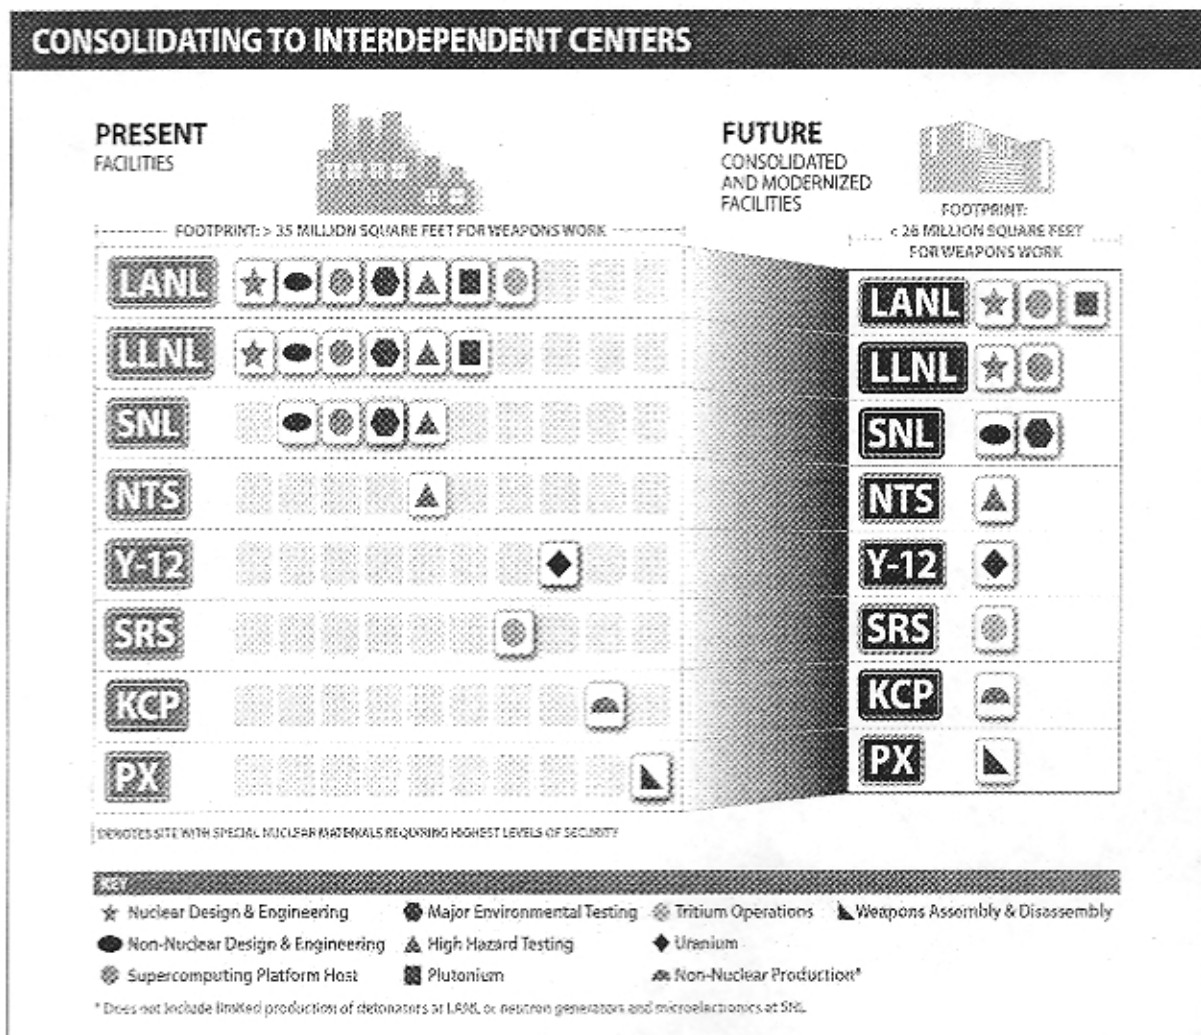 CONSOLIDATING TO INTERDEPENDENT CENTERS
PRESENT
FACILITIES
FUTURE
CONSOLIDATED
AND MODERNIZED
FACILITIES
FOOTPRINT: > 35 MILLION SQUARE FEET FOR WEAPONS WORK
FOOTPRINT:
< 26 MILLION SQUARE FEET
FOR WEAPONS WORK
LANL
LLNL
SNL
NTS
Y-12
SRS
KCP
PX
LANL
LLNL
SNL
NTS
Y-12
SRS
KCP
PX
DENOTES SITE WITH SPECIAL NUCLEAR MATERIALS REQUIRING HIGHEST LEVELS OF SECURITY
KEY
Nuclear Design & Engineering
Non-Nuclear Design & Engineering
Supercomputing Platform Host
Major Environmental Testing
High Hazard Testing
Plutonium
Tritium Operations
Uranium
Non-Nuclear Production*
Weapons Assembly & Disassembly
* Does not include limited production of detonators at LANL or neutron generators and microelectronics at SNL